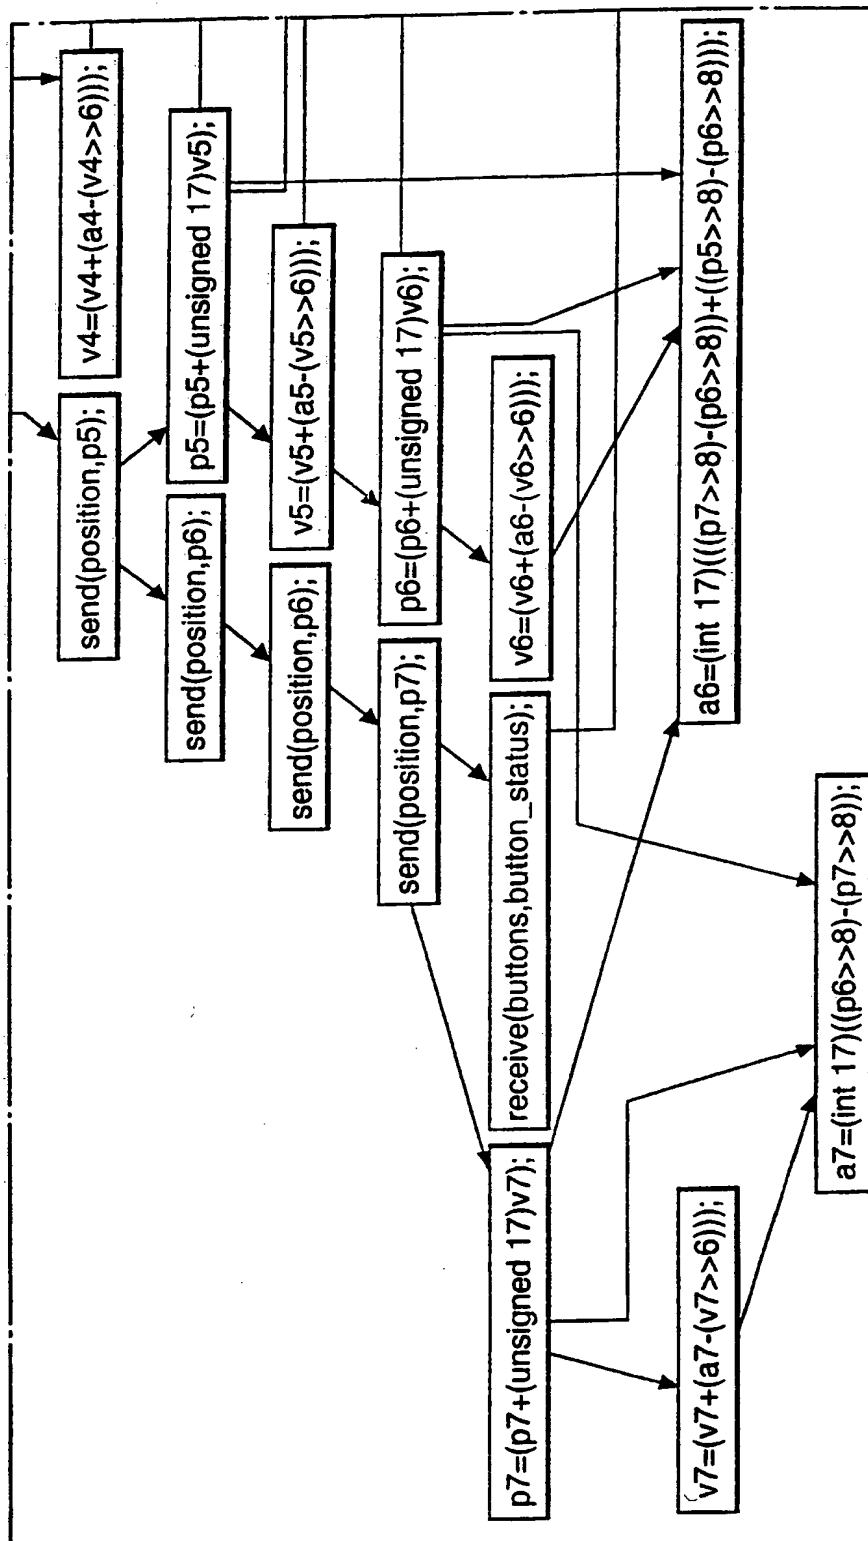 send(position,p5);
v4=(v4+(a4-(v4>>6)));
send(position,p6);
p5=(p5+(unsigned 17)v5);
send(position,p6);
v5=(v5+(a5-(v5>>6)));
send(position,p7);
p6=(p6+(unsigned 17)v6);
p7=(p7+(unsigned 17)v7);
receive(buttons,button_status);
v6=(v6+(a6-(v6>>6)));
v7=(v7+(a7-(v7>>6)));
a6=(int 17)(((p7>>8)-(p6>>8))+((p5>>8)-(p6>>8)));
a7=(int 17)((p6>>8)-(p7>>8));